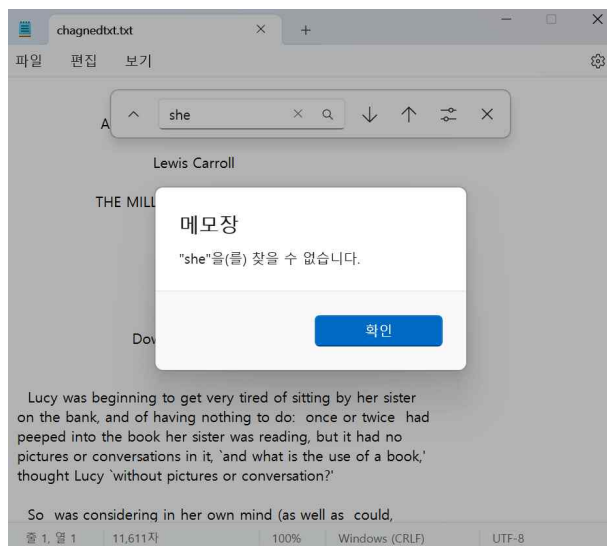 chagnedtxt.txt
파일 편집 보기
A
she
Lewis Carroll
THE MILL
메모장
"she"을(를) 찾을 수 없습니다.
확인
Dow
Lucy was beginning to get very tired of sitting by her sister
on the bank, and of having nothing to do:  once or twice  had
peeped into the book her sister was reading, but it had no
pictures or conversations in it, `and what is the use of a book,'
thought Lucy `without pictures or conversation?'
So  was considering in her own mind (as well as  could,
줄 1, 열 1 11,611자 100% Windows (CRLF) UTF-8